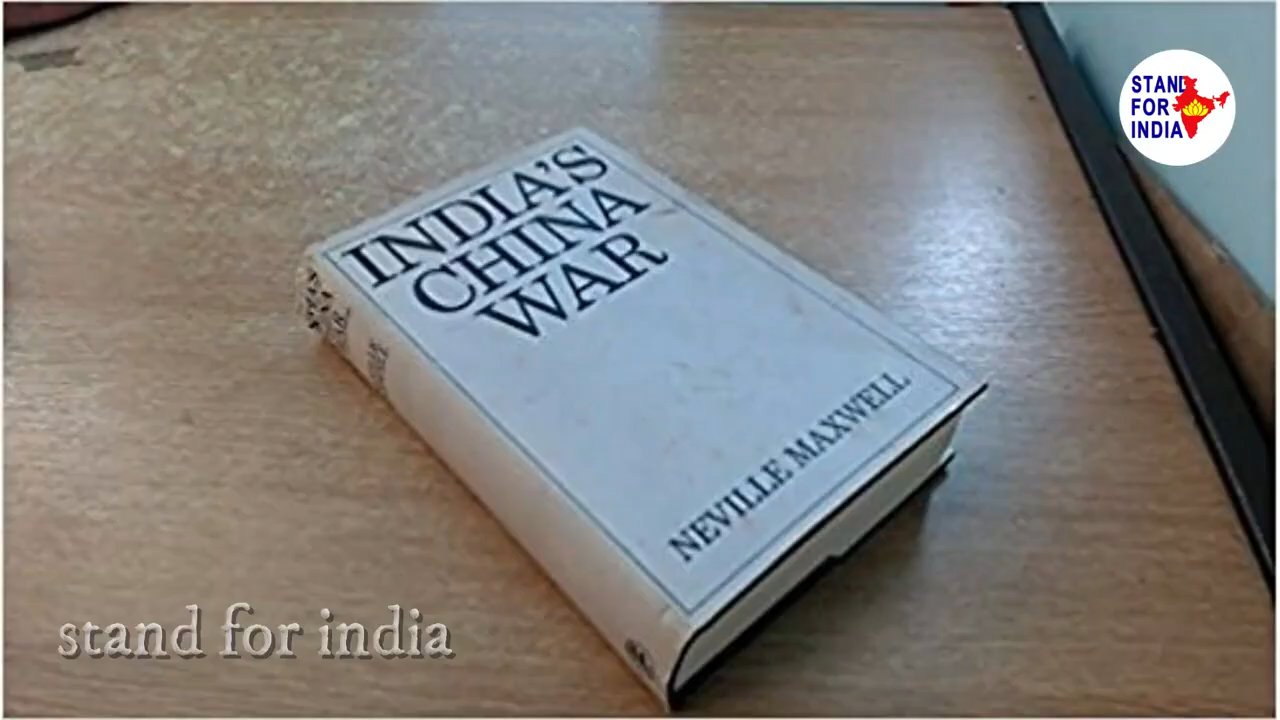 STAND
FOR
INDIA
INDIA'S
CHINA
WAR
NEVILLE MAXWELL
stand for india